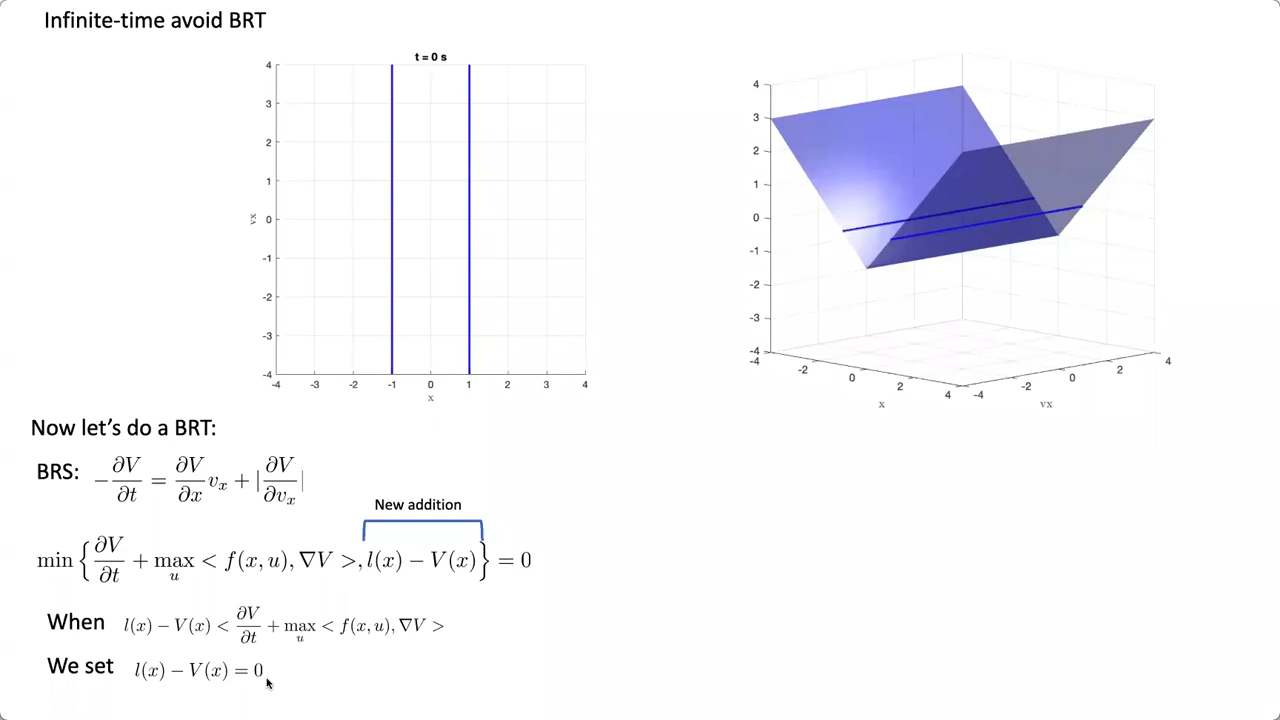 Infinite-time avoid BRT
t = 0 s
4
3
2
1
0
-1
-2
-3
-4
vx
-4 -3 -2 -1 0 1 2 3 4
x
4
3
2
1
0
-1
-2
-3
-4
-4 -2 0 2 4
x
-4 -2 0 2 4
vx
Now let's do a BRT:
BRS: −∂V/∂t = ∂V/∂x vₓ + |∂V/∂vₓ|
New addition
min { ∂V/∂t + max_u < f(x, u), ∇V >, l(x) − V(x) } = 0
When l(x) − V(x) < ∂V/∂t + max_u < f(x, u), ∇V >
We set l(x) − V(x) = 0